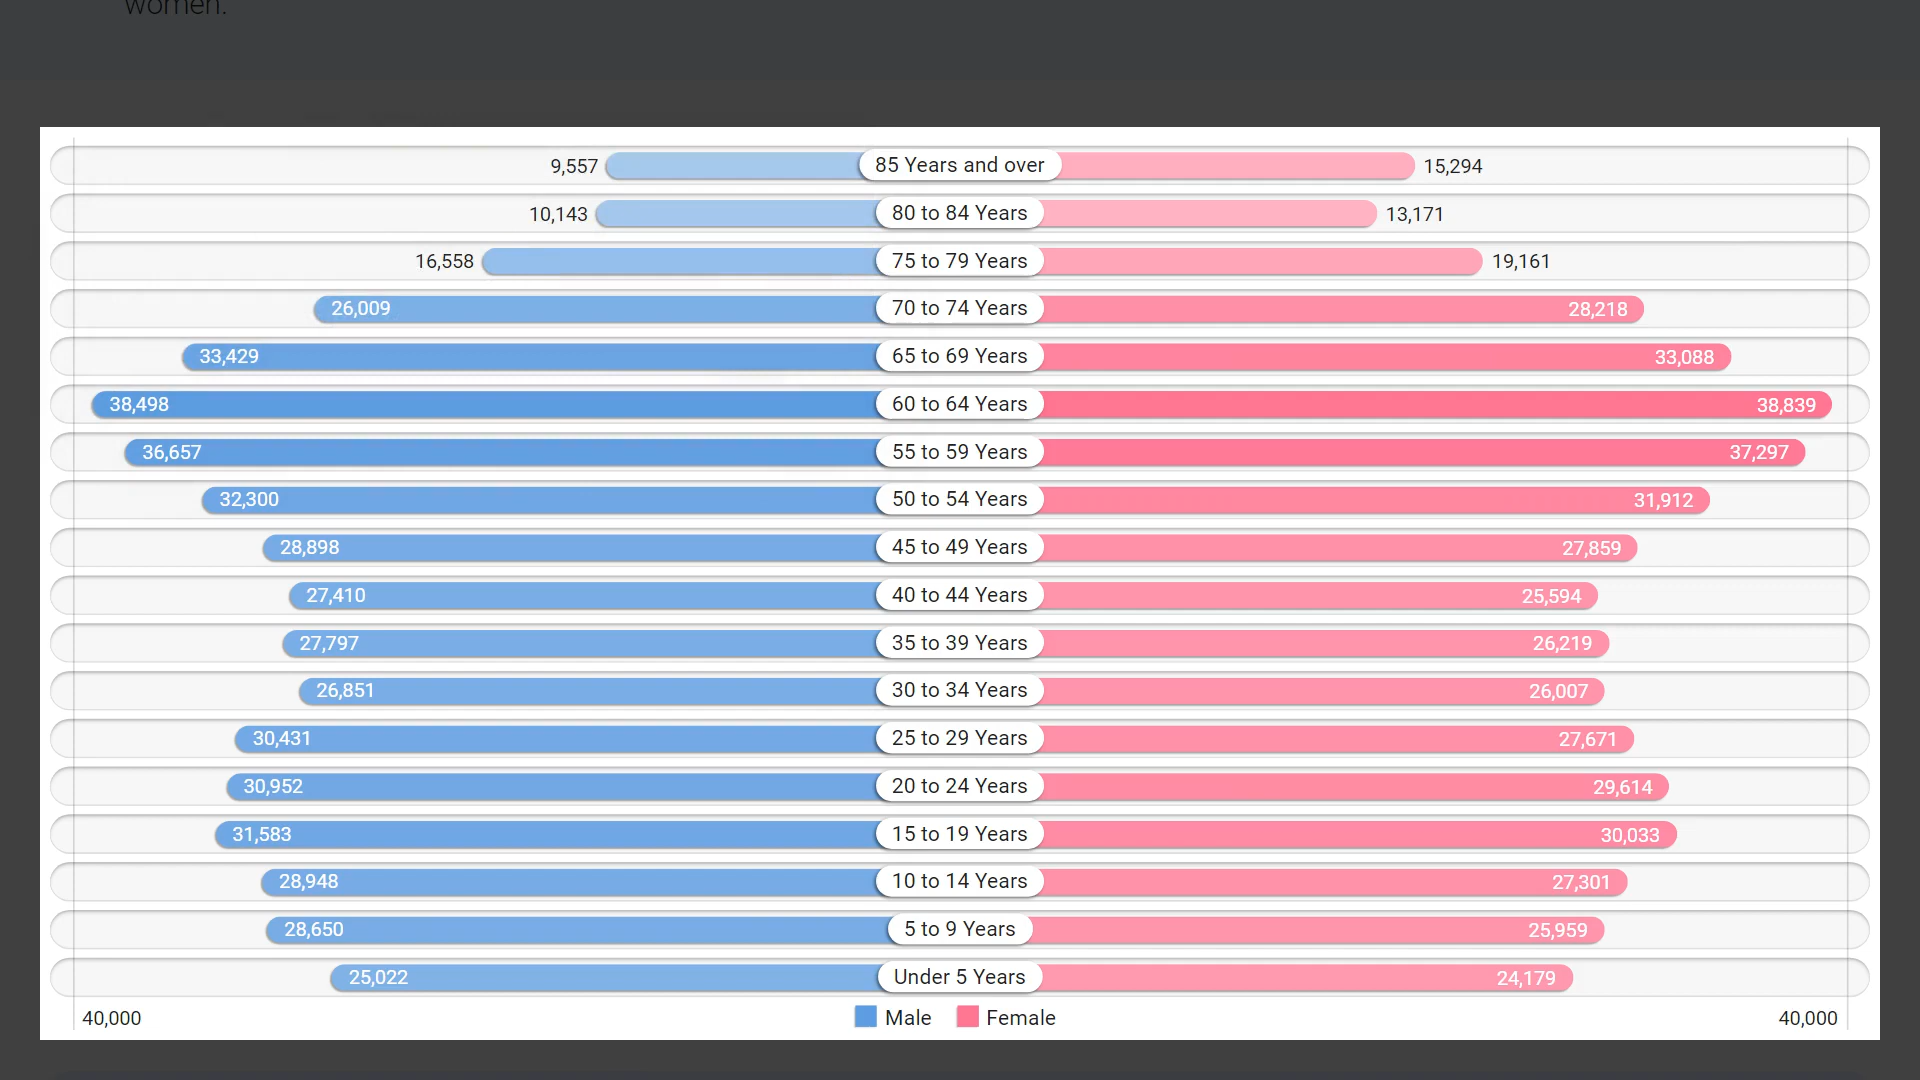 women.
9,557 85 Years and over 15,294
10,143 80 to 84 Years 13,171
16,558 75 to 79 Years 19,161
26,009 70 to 74 Years 28,218
33,429 65 to 69 Years 33,088
38,498 60 to 64 Years 38,839
36,657 55 to 59 Years 37,297
32,300 50 to 54 Years 31,912
28,898 45 to 49 Years 27,859
27,410 40 to 44 Years 25,594
27,797 35 to 39 Years 26,219
26,851 30 to 34 Years 26,007
30,431 25 to 29 Years 27,671
30,952 20 to 24 Years 29,614
31,583 15 to 19 Years 30,033
28,948 10 to 14 Years 27,301
28,650 5 to 9 Years 25,959
25,022 Under 5 Years 24,179
40,000 Male Female 40,000